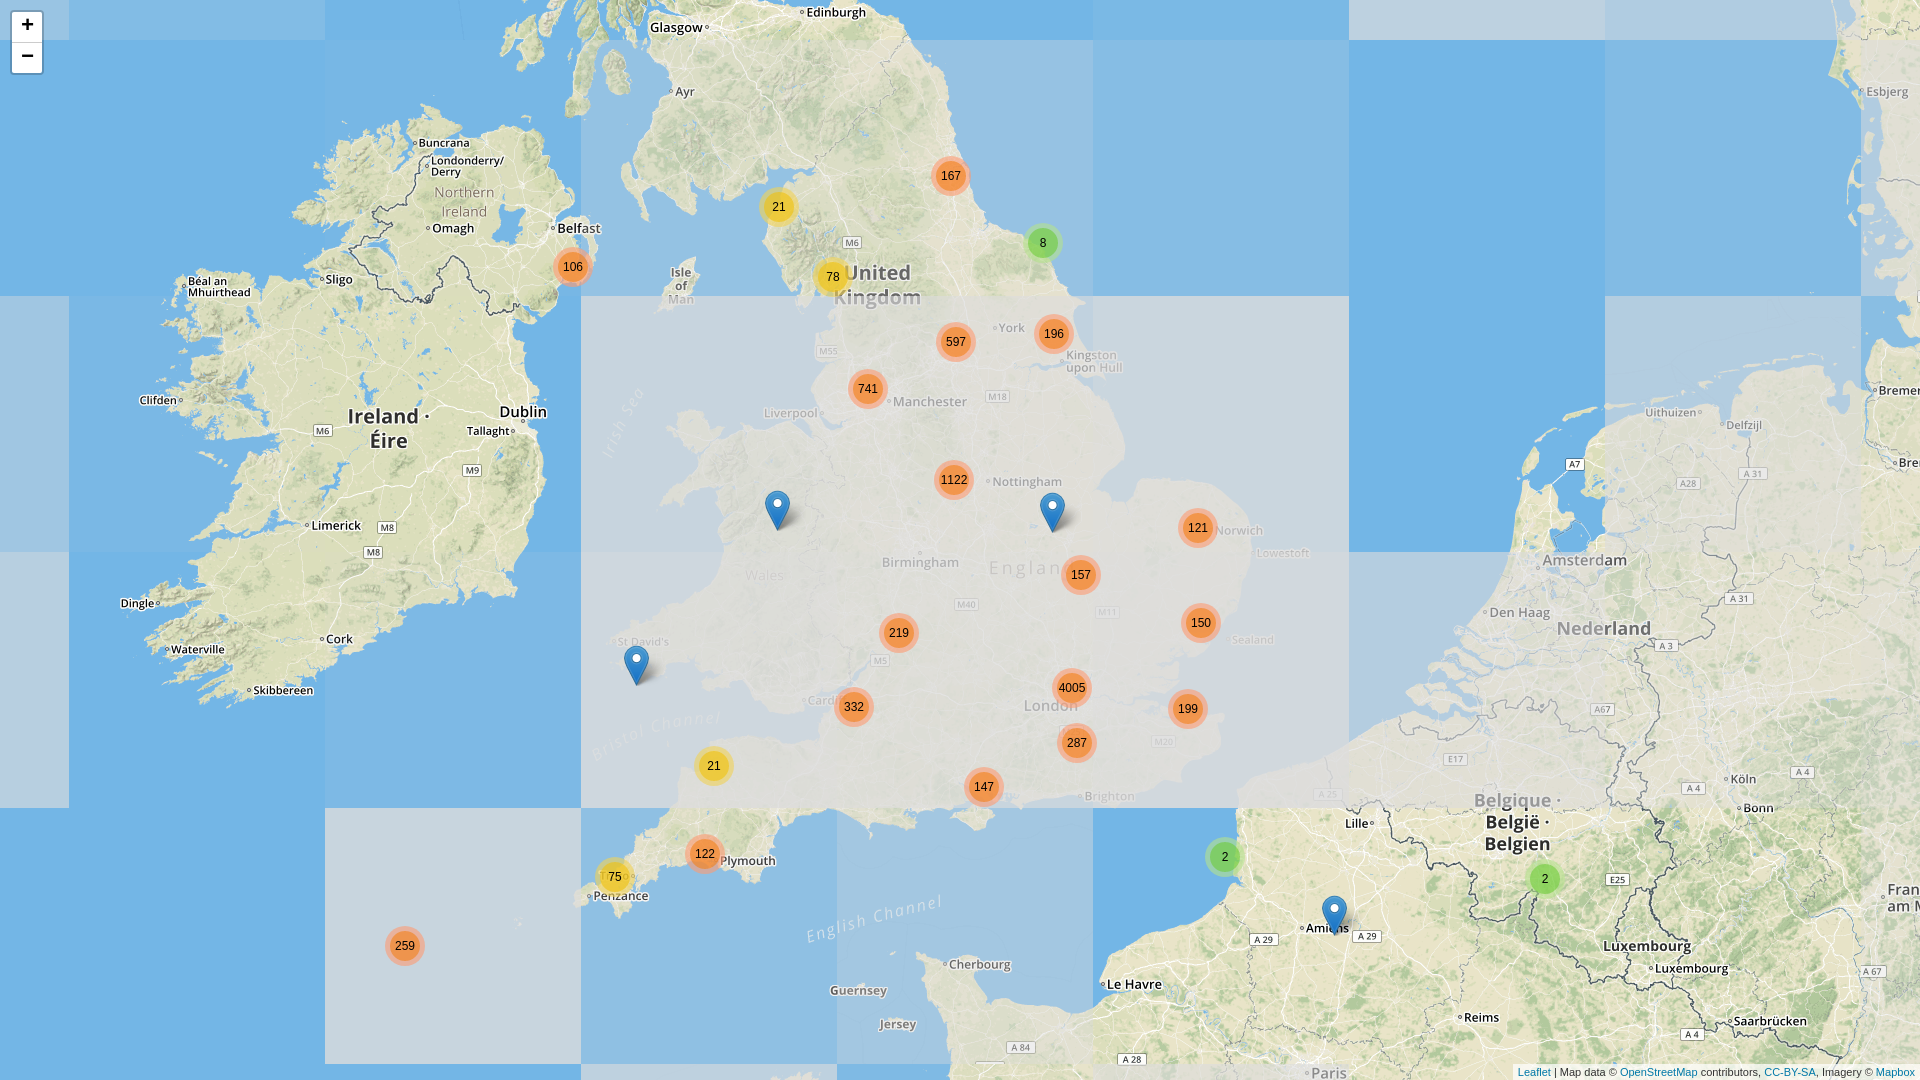 +
−
Glasgow
Edinburgh
Ayr
Esbjerg
Buncrana
Londonderry/
Derry
Northern
Ireland
Omagh
Belfast
167
21
8
M6
106
78
United
Kingdom
Isle
of
Man
Béal an
Mhuirthead
Sligo
597
York
196
M55
Kingston
upon Hull
741
Manchester
M18
Liverpool
Irish Sea
Clifden
Ireland ·
Éire
Dublin
Tallaght
M6
M9
Uithuizen
Delfzijl
Bremer
Bre
A7
A 31
A28
1122
Nottingham
Limerick
M8
M8
121
Norwich
Lowestoft
Birmingham
Wales
Englan
157
M40
M11
Amsterdam
A 31
Den Haag
Nederland
A 3
Dingle
Cork
Waterville
Skibbereen
219
150
Sealand
St David's
M5
4005
London
Cardi
332
199
287
M20
A67
Bristol Channel
E17
21
147
Brighton
A 25
Köln
A 4
A 4
Bonn
Belgique ·
België ·
Belgien
Lille
122
Plymouth
75
Penzance
2
2
E25
Fran
am M
259
English Channel
Amiens
A 29
A 29
Luxembourg
Luxembourg
A 67
Cherbourg
Guernsey
Le Havre
Jersey
Reims
Saarbrücken
A 84
A 28
A 4
Paris
Leaflet | Map data © OpenStreetMap contributors, CC-BY-SA, Imagery © Mapbox